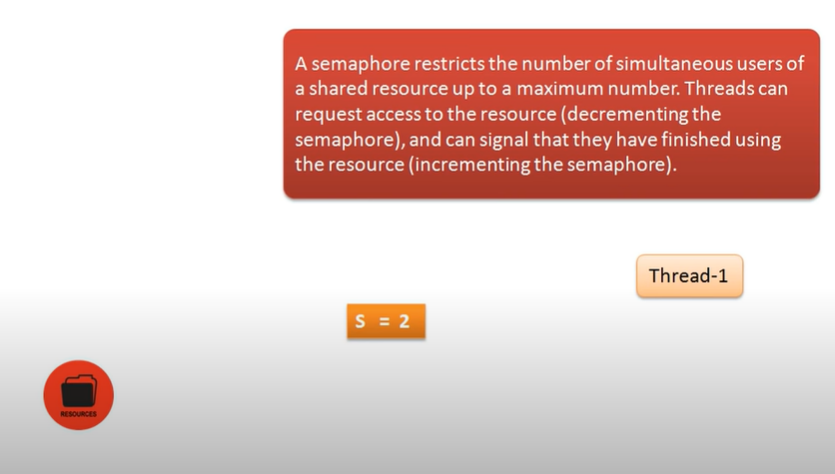 A semaphore restricts the number of simultaneous users of
a shared resource up to a maximum number. Threads can
request access to the resource (decrementing the
semaphore), and can signal that they have finished using
the resource (incrementing the semaphore).
Thread-1
S = 2
RESOURCES